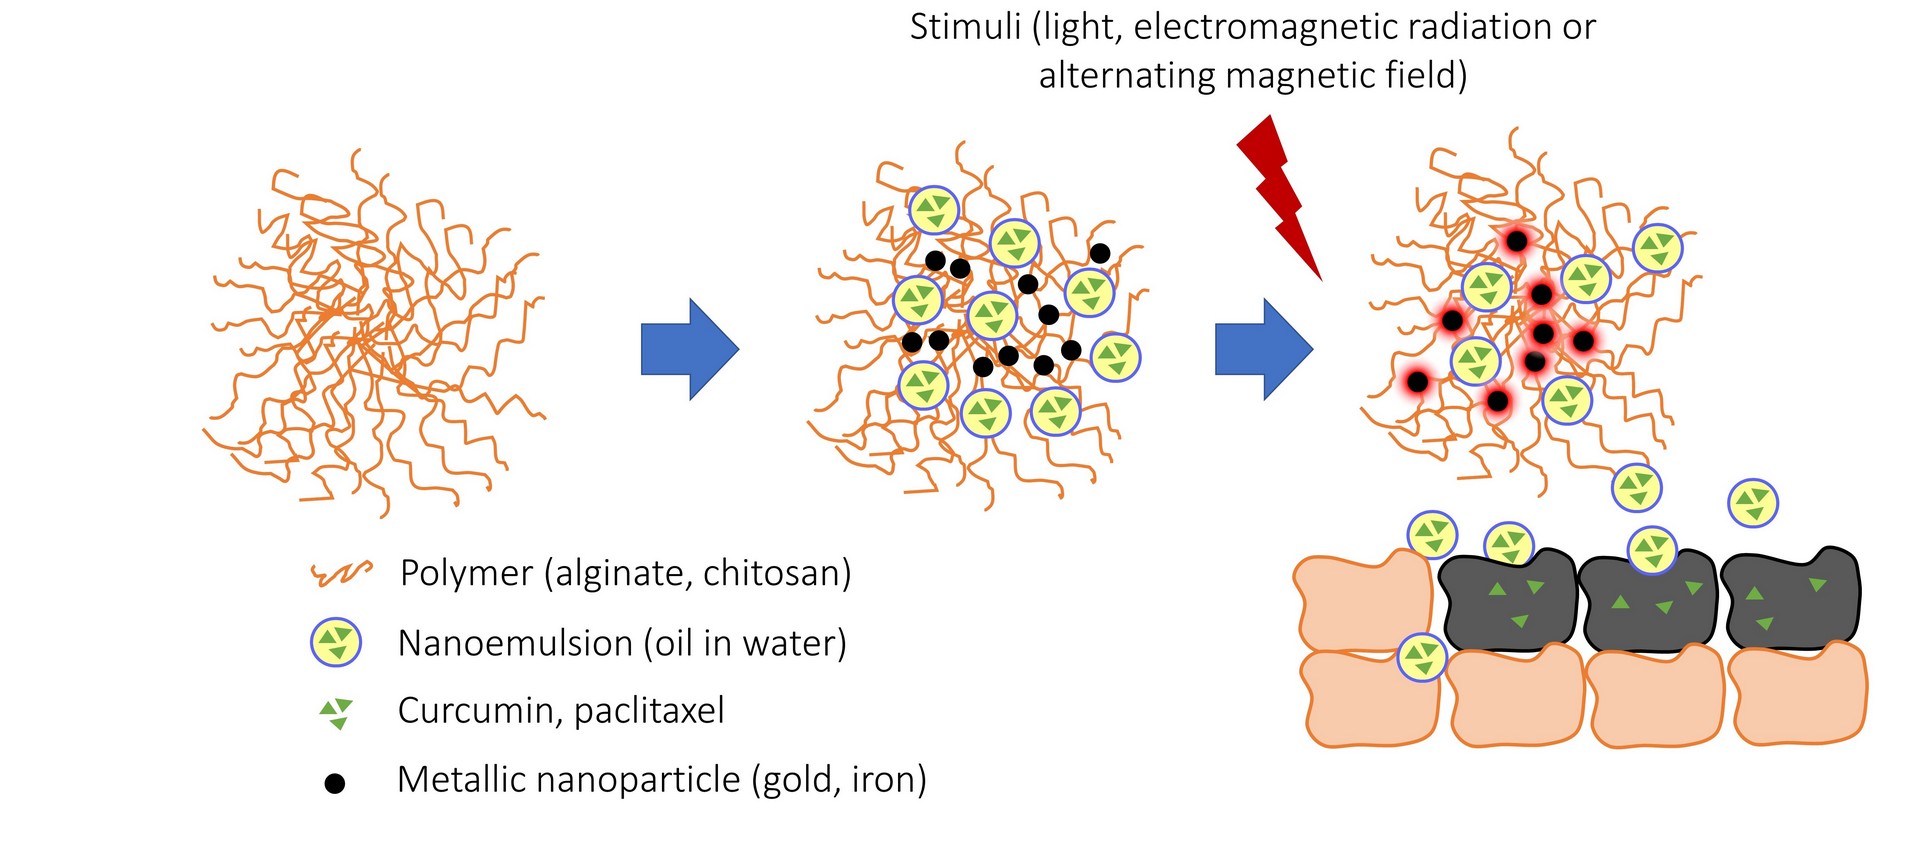 Stimuli (light, electromagnetic radiation or
alternating magnetic field)
Polymer (alginate, chitosan)
Nanoemulsion (oil in water)
Curcumin, paclitaxel
Metallic nanoparticle (gold, iron)